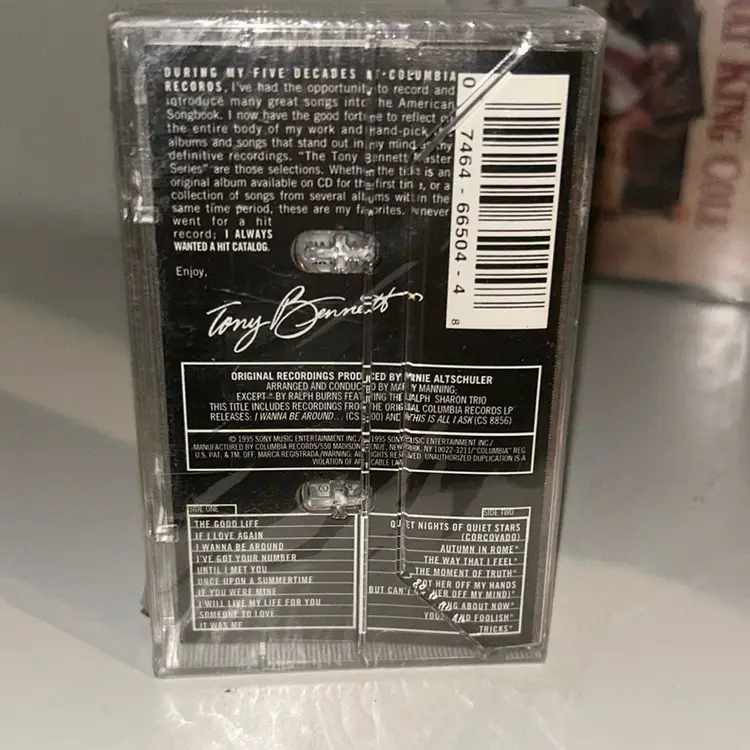 DURING MY FIVE DECADES AT COLUMBIA
RECORDS, I've had the opportunity to record and
introduce many great songs into the American
Songbook. I now have the good fortune to reflect on
the entire body of my work and hand-pick
albums and songs that stand out in my mind as my
definitive recordings. "The Tony Bennett Master
Series" are those selections. Whether the title is an
original album available on CD for the first time, or a
collection of songs from several albums within the
same time period, these are my favorites. I never
went for a hit
record; I ALWAYS
WANTED A HIT CATALOG.
Enjoy,
Tony Bennett
0 7464-66504-4 8
ORIGINAL RECORDINGS PRODUCED BY ERNIE ALTSCHULER
ARRANGED AND CONDUCTED BY MARTY MANNING;
EXCEPT * BY RALPH BURNS FEATURING THE RALPH SHARON TRIO
THIS TITLE INCLUDES RECORDINGS FROM THE ORIGINAL COLUMBIA RECORDS LP
RELEASES: I WANNA BE AROUND... (CS 00) AND THIS IS ALL I ASK (CS 8856)
© 1995 SONY MUSIC ENTERTAINMENT INC./ 1995 SONY MUSIC ENTERTAINMENT INC./
MANUFACTURED BY COLUMBIA RECORDS/550 MADISON AVENUE, NEW YORK, NY 10022-3211/"COLUMBIA" REG.
U.S. PAT. & TM. OFF. MARCA REGISTRADA/WARNING: ALL RIGHTS RESERVED. UNAUTHORIZED DUPLICATION IS A
VIOLATION OF APPLICABLE LAWS
SIDE ONE
THE GOOD LIFE
IF I LOVE AGAIN
I WANNA BE AROUND
I'VE GOT YOUR NUMBER
UNTIL I MET YOU
ONCE UPON A SUMMERTIME
IF YOU WERE MINE
I WILL LIVE MY LIFE FOR YOU
SOMEONE TO LOVE
IT WAS ME
SIDE TWO
QUIET NIGHTS OF QUIET STARS
(CORCOVADO)
AUTUMN IN ROME*
THE WAY THAT I FEEL*
THE MOMENT OF TRUTH*
GOT HER OFF MY HANDS
BUT CAN'T GET HER OFF MY MIND)*
ABOUT NOW*
YOUNG AND FOOLISH*
TRICKS*
KING COLE